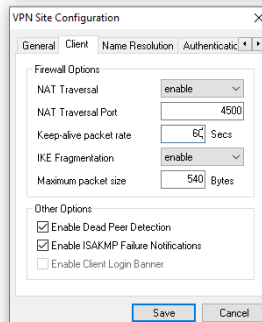 VPN Site Configuration
General Client Name Resolution
Firewall Options
NAT Traversal enable
NAT Traversal Port 4500
Keep-alive packet rate Secs
IKE Fragmentation enable
Maximum packet size 540 Bytes
Other Options
Enable Dead Peer Detection
Enable ISAKMP Failure Notifications
Enable Client Login Banner
Save Cancel